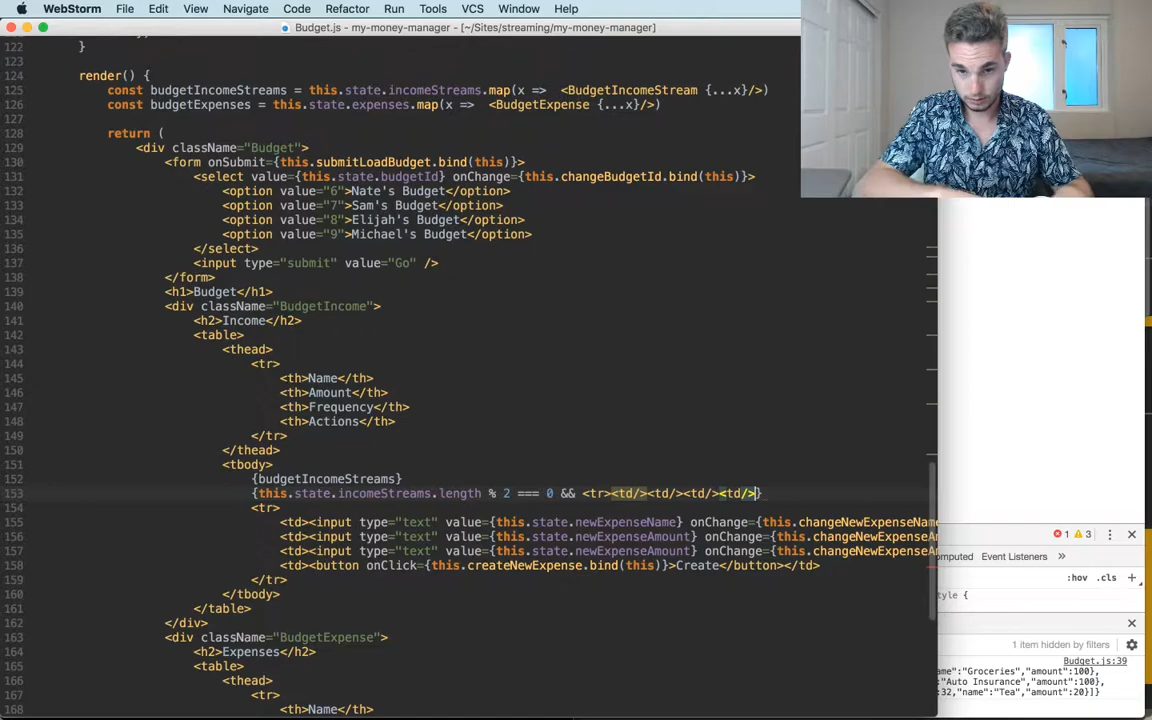 WebStorm File Edit View Navigate Code Refactor Run Tools VCS Window Help
Budget.js - my-money-manager - [~/Sites/streaming/my-money-manager]
122 }
123
124 render() {
125 const budgetIncomeStreams = this.state.incomeStreams.map(x => <BudgetIncomeStream {...x}/>)
126 const budgetExpenses = this.state.expenses.map(x => <BudgetExpense {...x}/>)
127
128 return (
129 <div className="Budget">
130 <form onSubmit={this.submitLoadBudget.bind(this)}>
131 <select value={this.state.budgetId} onChange={this.changeBudgetId.bind(this)}>
132 <option value="6">Nate's Budget</option>
133 <option value="7">Sam's Budget</option>
134 <option value="8">Elijah's Budget</option>
135 <option value="9">Michael's Budget</option>
136 </select>
137 <input type="submit" value="Go" />
138 </form>
139 <h1>Budget</h1>
140 <div className="BudgetIncome">
141 <h2>Income</h2>
142 <table>
143 <thead>
144 <tr>
145 <th>Name</th>
146 <th>Amount</th>
147 <th>Frequency</th>
148 <th>Actions</th>
149 </tr>
150 </thead>
151 <tbody>
152 {budgetIncomeStreams}
153 {this.state.incomeStreams.length % 2 === 0 && <tr><td/><td/><td/><td/>}
154 <tr>
155 <td><input type="text" value={this.state.newExpenseName} onChange={this.changeNewExpenseName
156 <td><input type="text" value={this.state.newExpenseAmount} onChange={this.changeNewExpenseAm
157 <td><input type="text" value={this.state.newExpenseAmount} onChange={this.changeNewExpenseAm
158 <td><button onClick={this.createNewExpense.bind(this)}>Create</button></td>
159 </tr>
160 </tbody>
161 </table>
162 </div>
163 <div className="BudgetExpense">
164 <h2>Expenses</h2>
165 <table>
166 <thead>
167 <tr>
168 <th>Name</th>
1 3
omputed Event Listeners »
:hov .cls +
tyle {
1 item hidden by filters
Budget.js:39
ame":"Groceries","amount":100},
:"Auto Insurance","amount":100},
:32,"name":"Tea","amount":20}]}